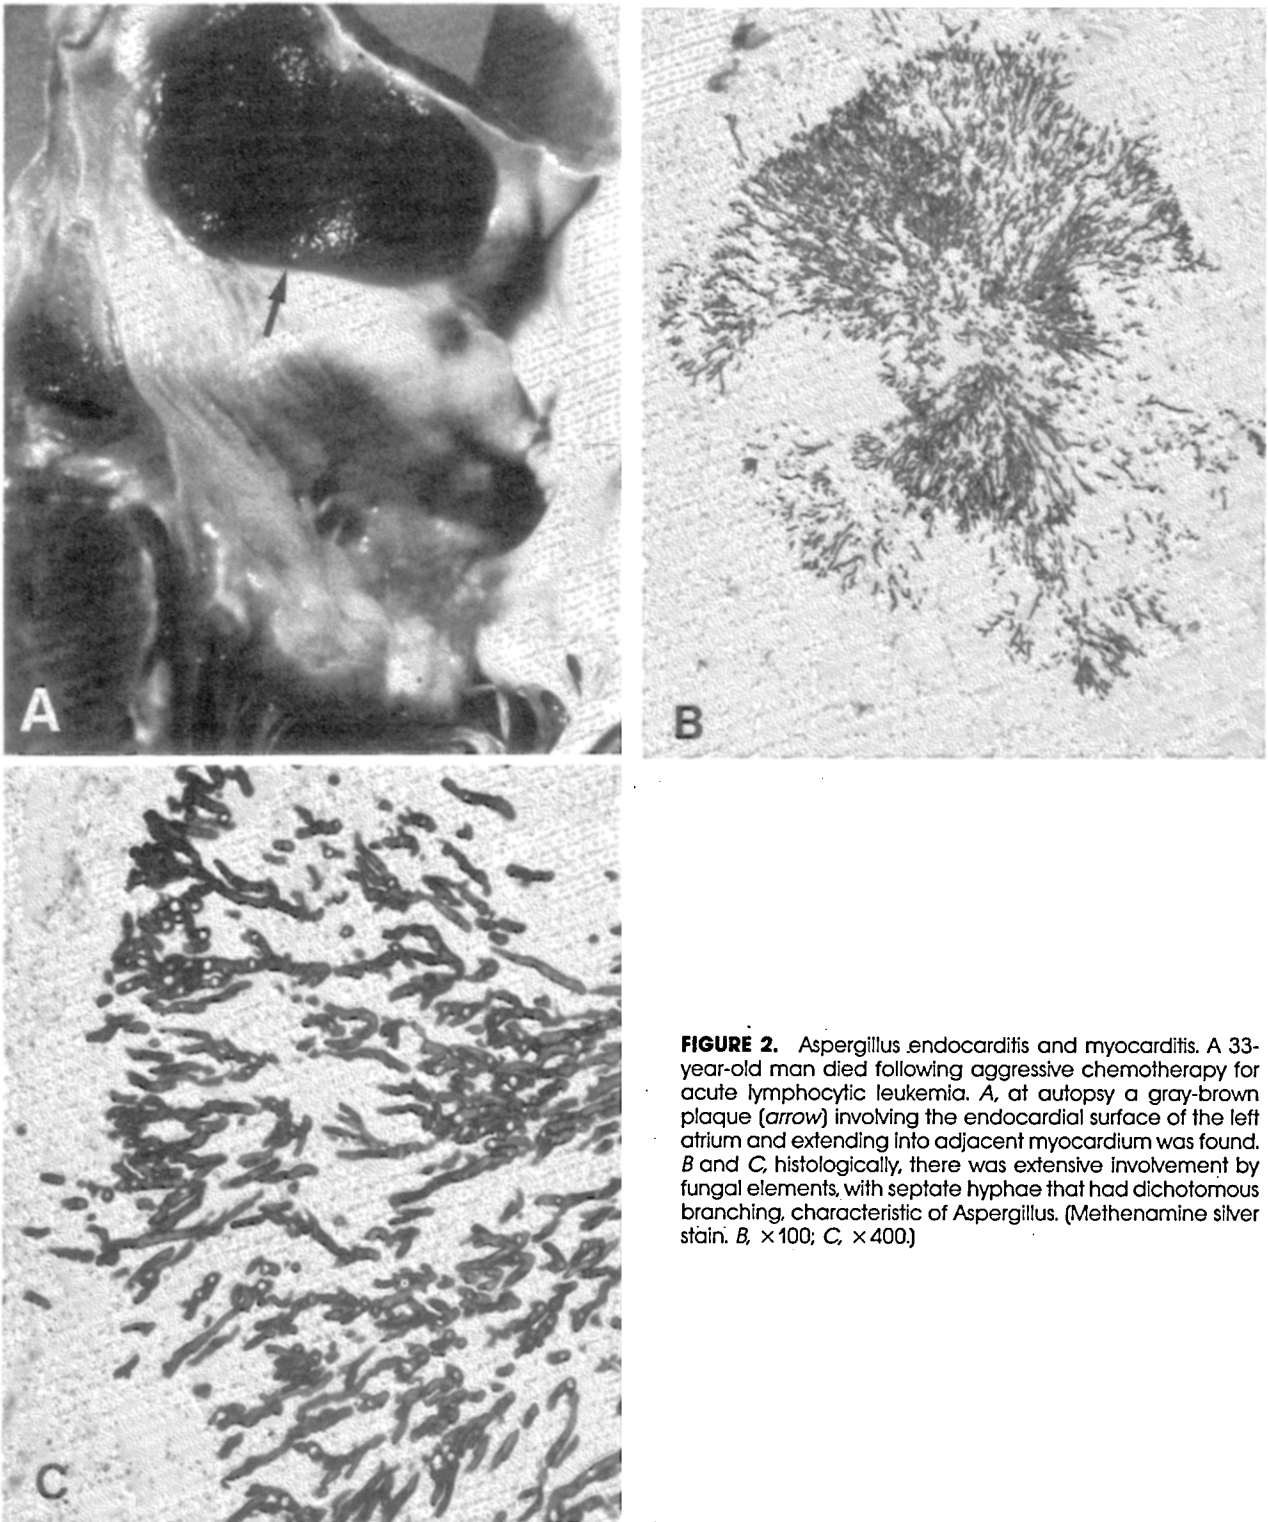 A
B
C
FIGURE 2. Aspergillus endocarditis and myocarditis. A 33-
year-old man died following aggressive chemotherapy for
acute lymphocytic leukemia. A, at autopsy a gray-brown
plaque (arrow) involving the endocardial surface of the left
atrium and extending into adjacent myocardium was found.
B and C, histologically, there was extensive involvement by
fungal elements, with septate hyphae that had dichotomous
branching, characteristic of Aspergillus. (Methenamine silver
stain. B, ×100; C, ×400.)